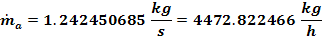 ṁₐ = 1.242450685 kg/s = 4472.822466 kg/h